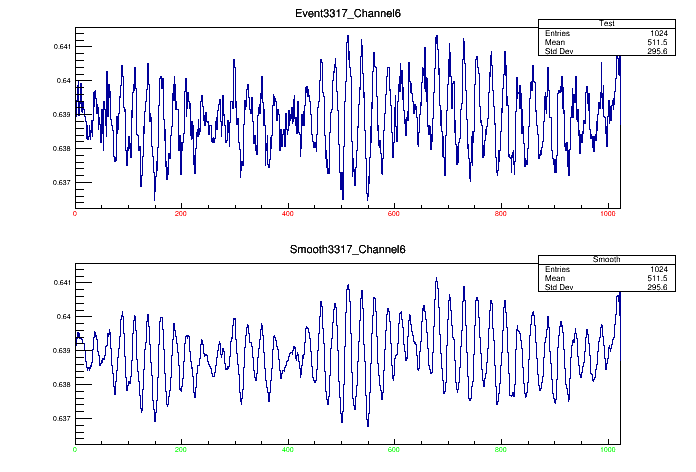 Event3317_Channel6
Test
Entries 1024
Mean 511.5
Std Dev 295.6
0.641
0.64
0.639
0.638
0.637
0 200 400 600 800 1000
Smooth3317_Channel6
Smooth
Entries 1024
Mean 511.5
Std Dev 295.6
0.641
0.64
0.639
0.638
0.637
0 200 400 600 800 1000